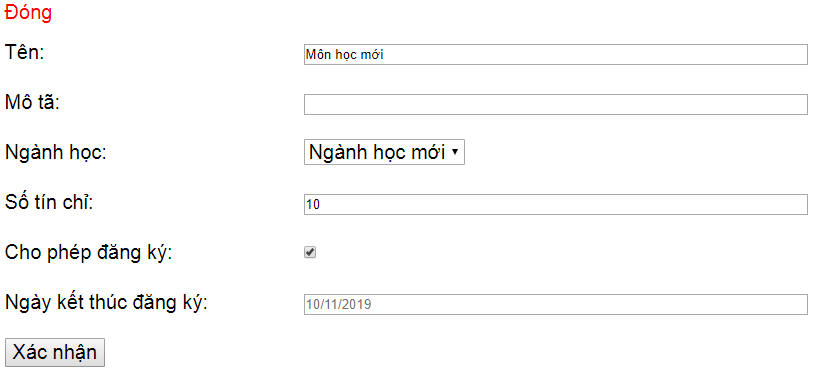 Đóng
Tên: Môn học mới
Mô tã:
Ngành học: Ngành học mới
Số tín chỉ: 10
Cho phép đăng ký:
Ngày kết thúc đăng ký: 10/11/2019
Xác nhận